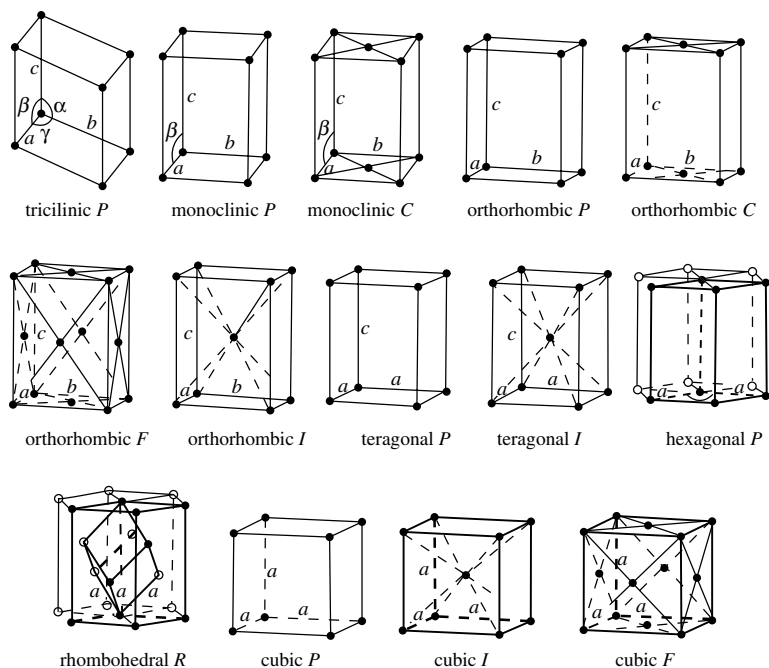 c
β α
γ b
a
tricilinic P
c
β
b
a
monoclinic P
c
β
b
a
monoclinic C
c
a b
orthorhombic P
c
a b
orthorhombic C
c
a b
orthorhombic F
c
a b
orthorhombic I
c
a a
teragonal P
c
a a
teragonal I
a a
hexagonal P
a a a
rhombohedral R
a
a a
cubic P
a
a a
cubic I
a
a a
cubic F